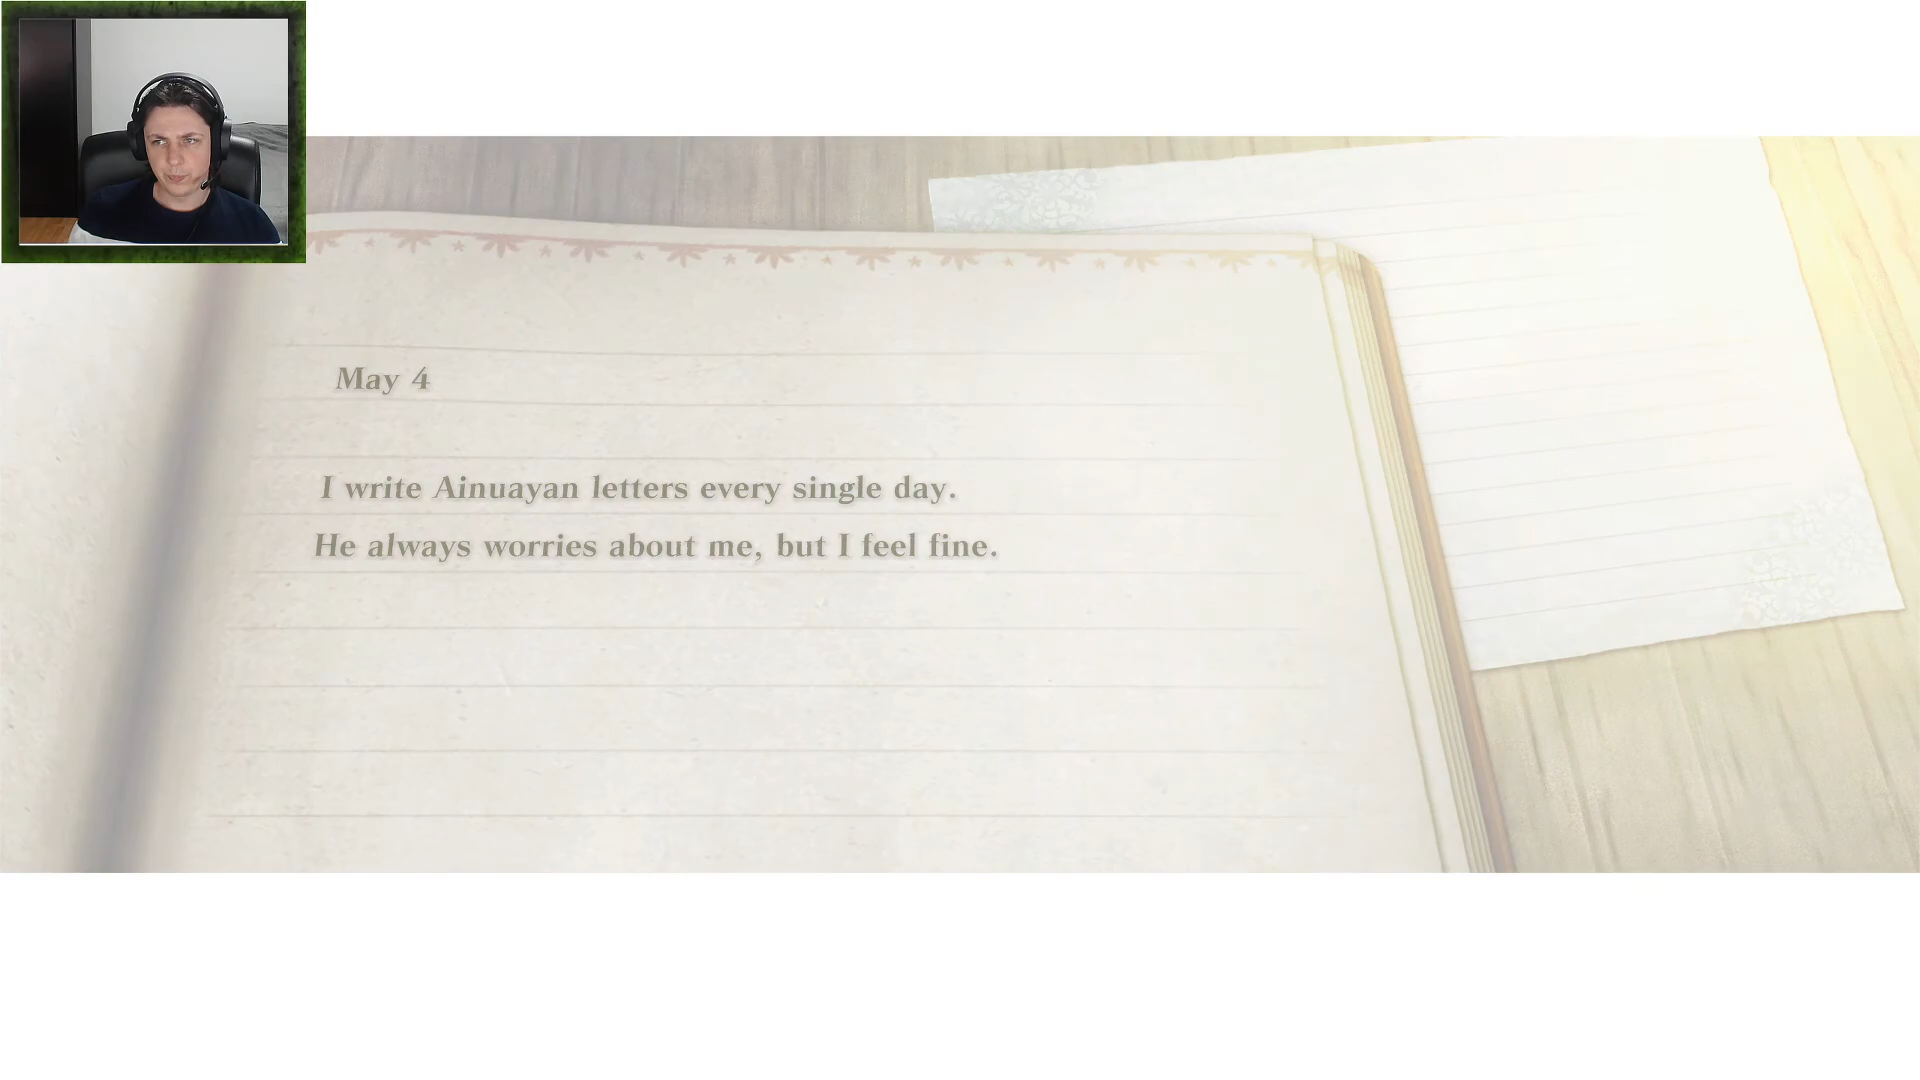 May 4
I write Ainuayan letters every single day.
He always worries about me, but I feel fine.